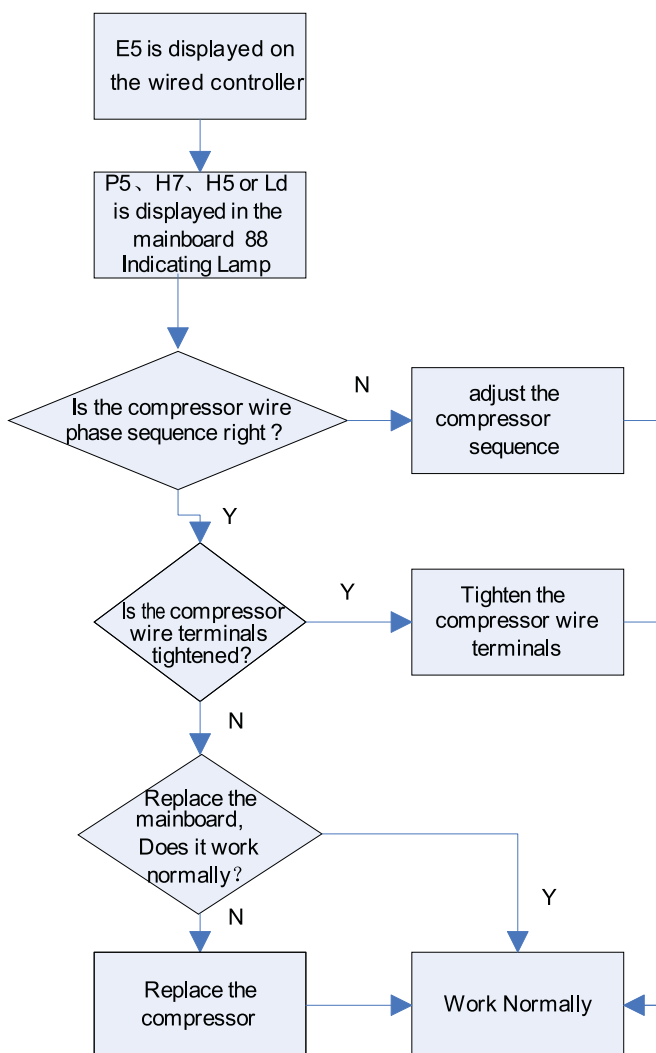 E5 is displayed on
the wired controller
P5、H7、H5 or Ld
is displayed in the
mainboard 88
Indicating Lamp
Is the compressor wire
phase sequence right ?
N
adjust the
compressor
sequence
Y
Is the compressor
wire terminals
tightened?
Y
Tighten the
compressor wire
terminals
N
Replace the
mainboard,
Does it work
normally?
Y
N
Replace the
compressor
Work Normally